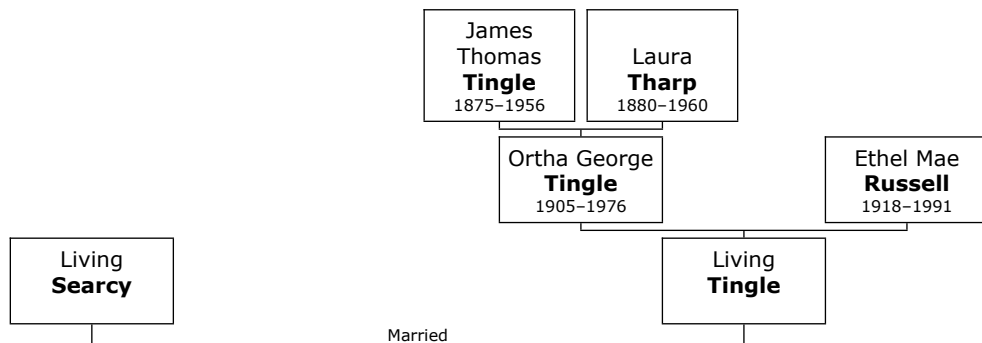 James
Thomas
Tingle
1875–1956
Laura
Tharp
1880–1960
Ortha George
Tingle
1905–1976
Ethel Mae
Russell
1918–1991
Living
Searcy
Living
Tingle
Married